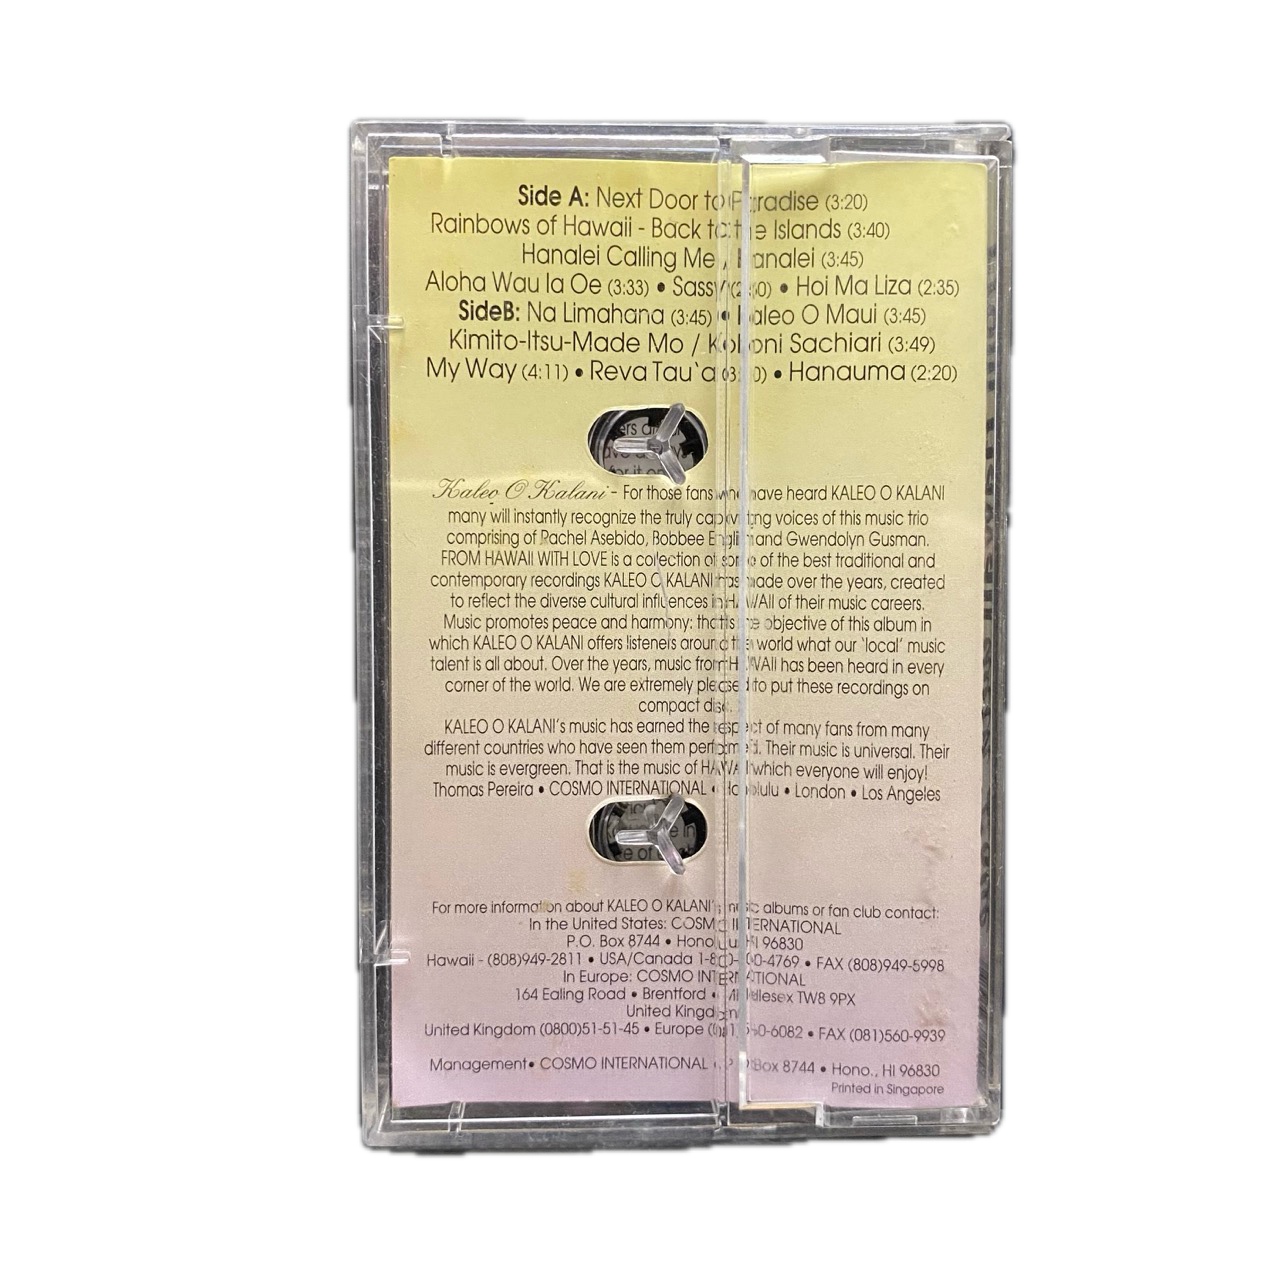 Side A: Next Door to Paradise (3:20)
Rainbows of Hawaii - Back to the Islands (3:40)
Hanalei Calling Me / Hanalei (3:45)
Aloha Wau Ia Oe (3:33) • Sassy • Hoi Ma Liza (2:35)
SideB: Na Limahana (3:45) • Kaleo O Maui (3:45)
Kimito-Itsu-Made Mo / Kokoni Sachiari (3:49)
My Way (4:11) • Reva Tau'a • Hanauma (2:20)
Kaleo O Kalani - For those fans who have heard KALEO O KALANI
many will instantly recognize the truly captivating voices of this music trio
comprising of Rachel Asebido, Bobbee English and Gwendolyn Gusman.
FROM HAWAII WITH LOVE is a collection of some of the best traditional and
contemporary recordings KALEO O KALANI has made over the years, created
to reflect the diverse cultural influences in HAWAII of their music careers.
Music promotes peace and harmony: that is the objective of this album in
which KALEO O KALANI offers listeners around the world what our 'local' music
talent is all about. Over the years, music from HAWAII has been heard in every
corner of the world. We are extremely pleased to put these recordings on
compact disc.
KALEO O KALANI's music has earned the respect of many fans from many
different countries who have seen them performed. Their music is universal. Their
music is evergreen. That is the music of HAWAII which everyone will enjoy!
Thomas Pereira • COSMO INTERNATIONAL • Honolulu • London • Los Angeles
For more information about KALEO O KALANI's music albums or fan club contact:
In the United States: COSMO INTERNATIONAL
P.O. Box 8744 • Honolulu, HI 96830
Hawaii - (808)949-2811 • USA/Canada • FAX (808)949-5998
In Europe: COSMO INTERNATIONAL
164 Ealing Road • Brentford • Middlesex TW8 9PX
United Kingdom
United Kingdom (0800)51-51-45 • Europe • FAX (081)560-9939
Management• COSMO INTERNATIONAL • P.O. Box 8744 • Hono., HI 96830
Printed in Singapore